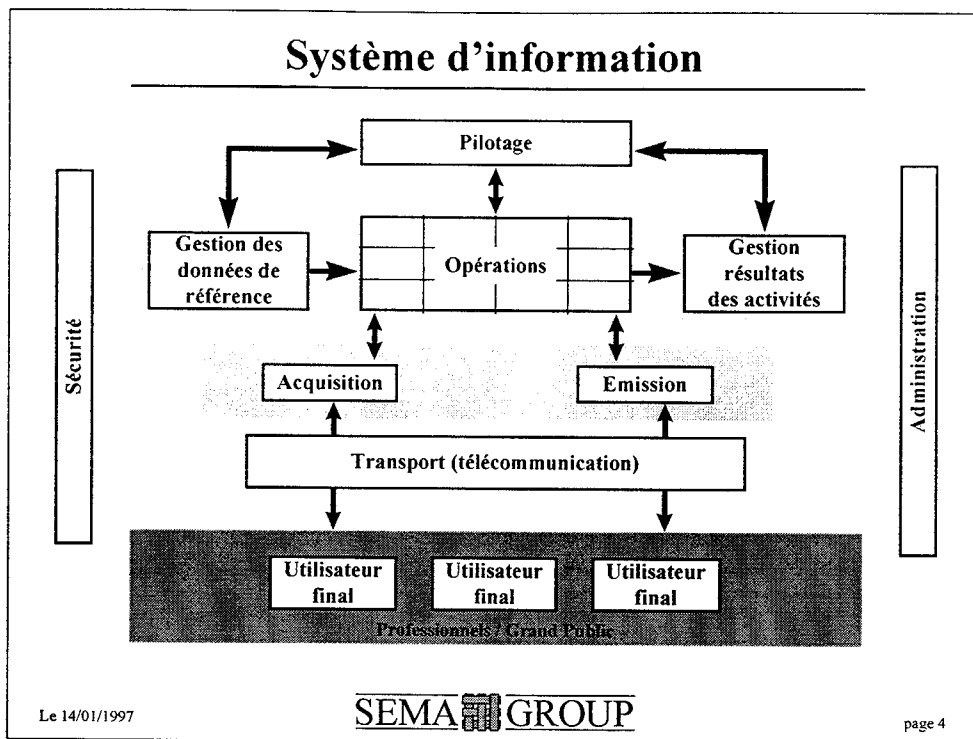 Système d'information
Pilotage
Gestion des
données de
référence
Opérations
Gestion
résultats
des activités
Sécurité
Administration
Acquisition
Emission
Transport (télécommunication)
Utilisateur
final
Utilisateur
final
Utilisateur
final
Professionnels / Grand Public
Le 14/01/1997
SEMA GROUP
page 4